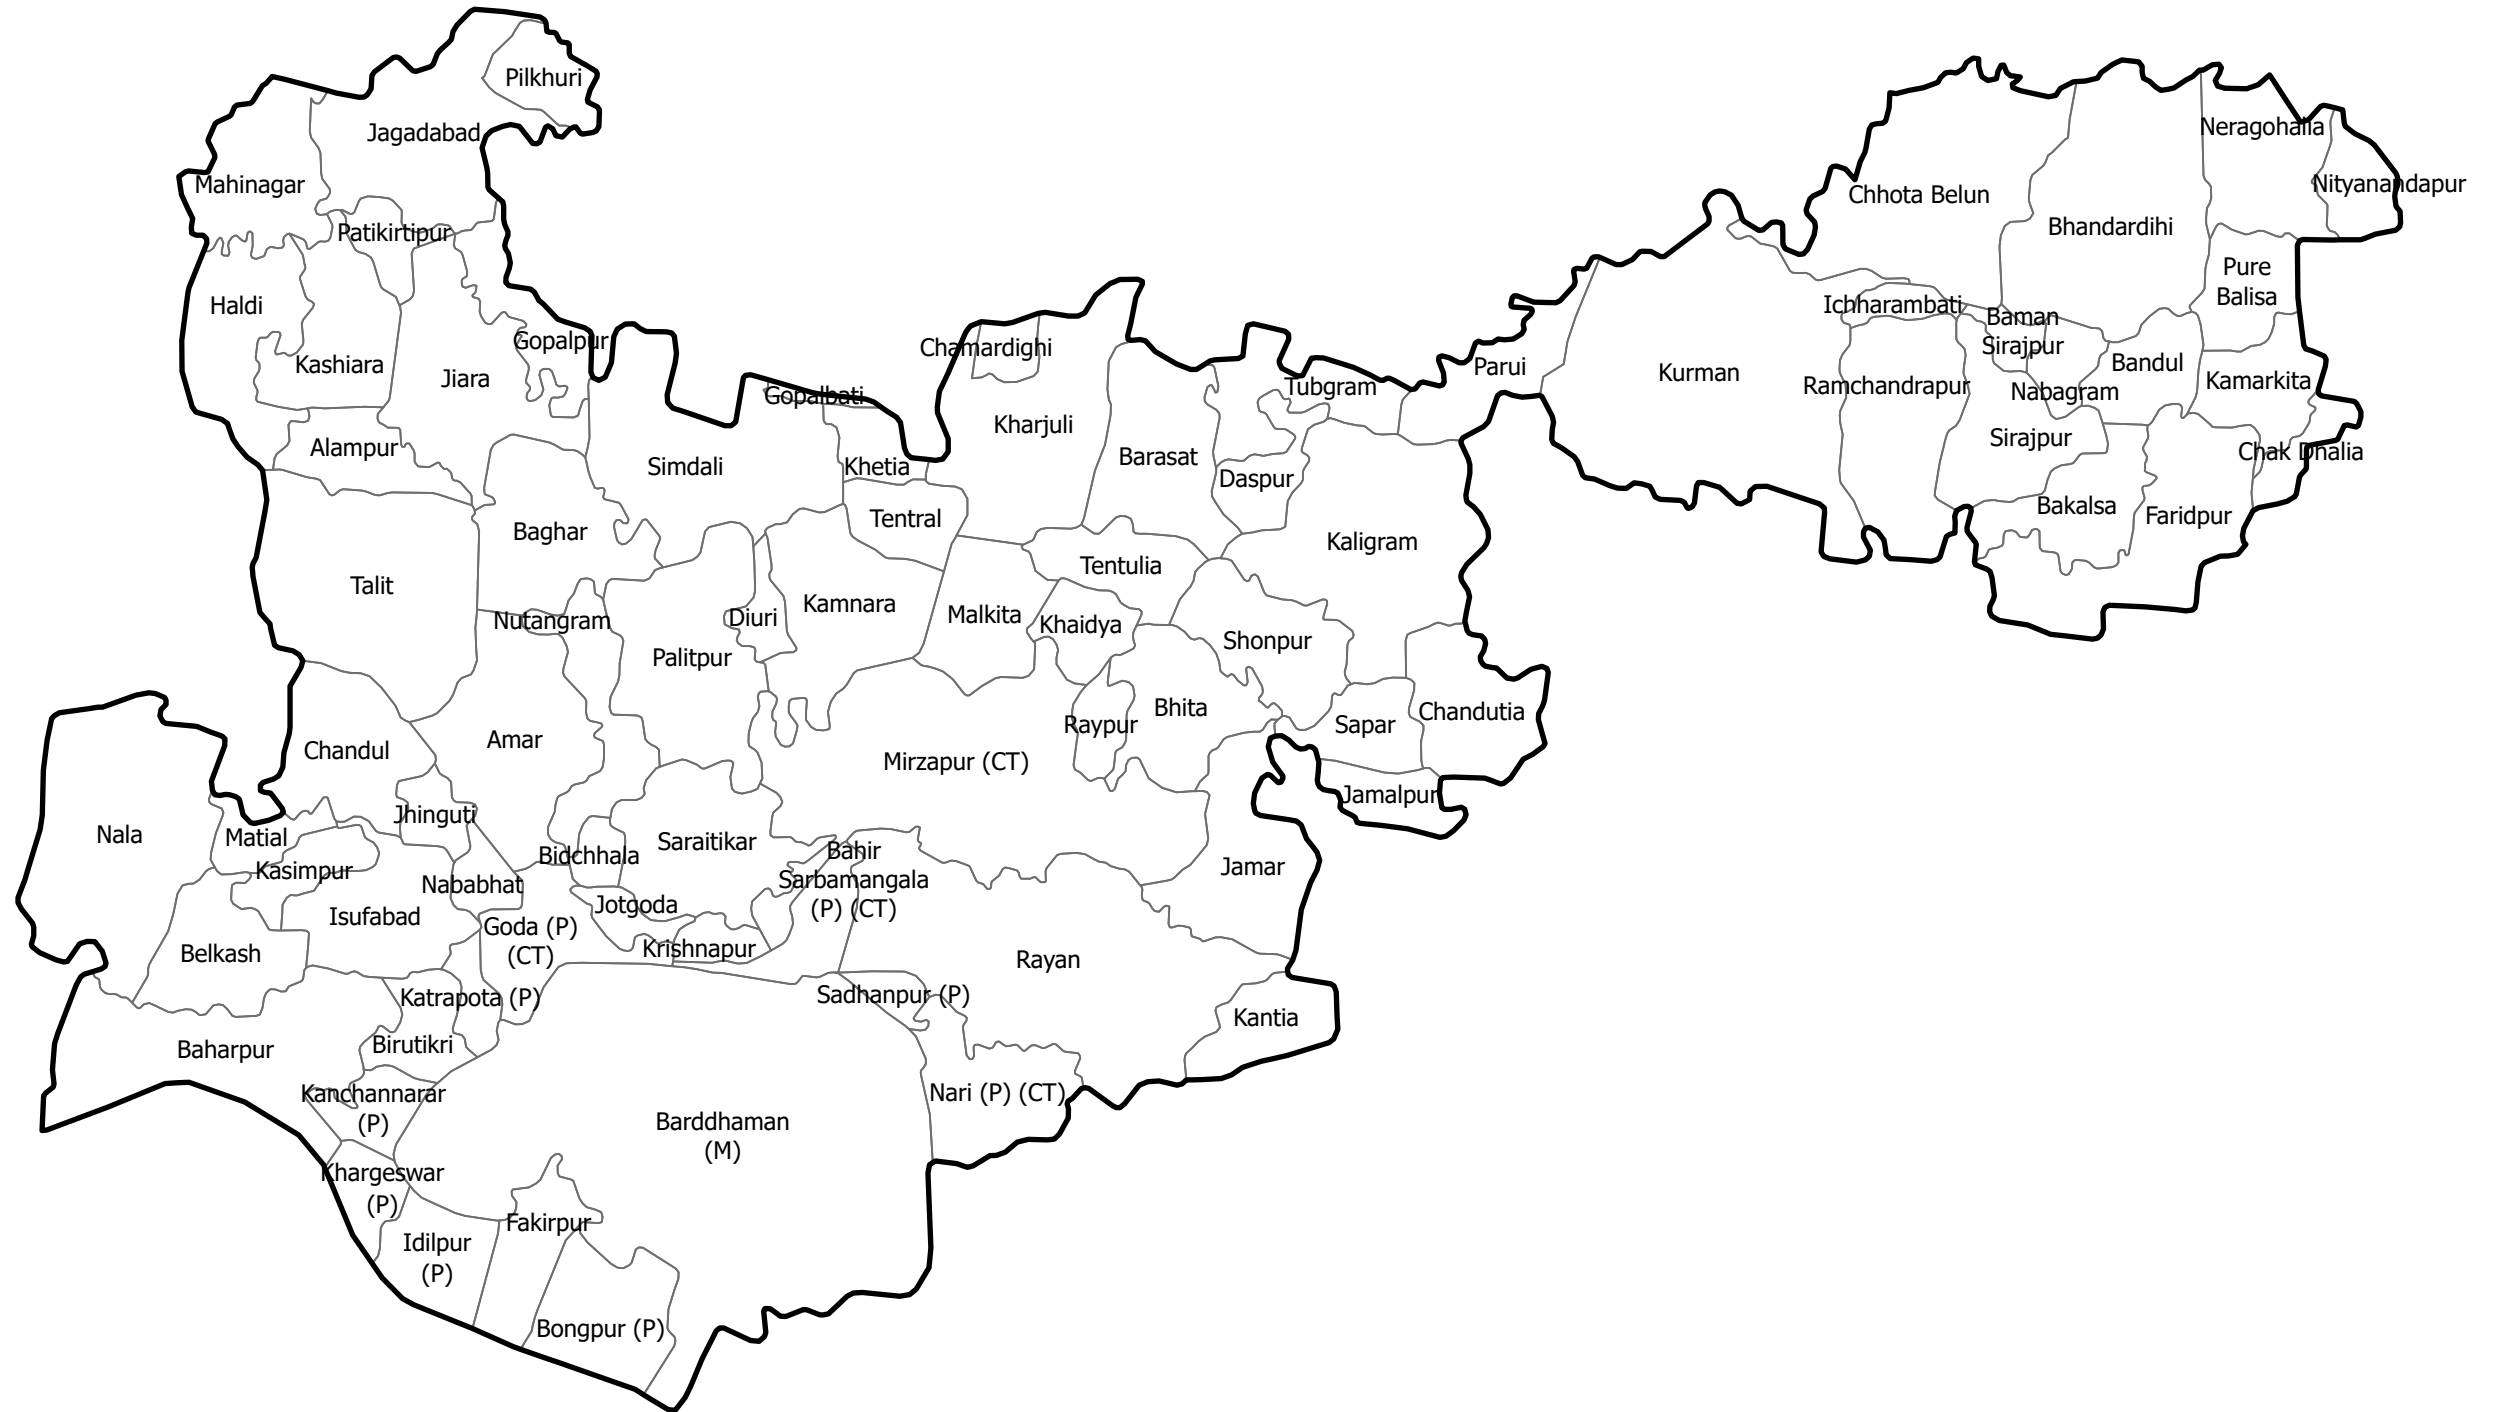 Pilkhuri
Jagadabad
Mahinagar
Patikirtipur
Haldi
Kashiara
Jiara
Gopalpur
Alampur
Simdali
Gopalbati
Khetia
Chamardighi
Kharjuli
Barasat
Tubgram
Daspur
Parui
Kurman
Chhota Belun
Bhandardihi
Neragohalia
Nityanandapur
Pure
Balisa
Ichharambati
Baman
Sirajpur
Ramchandrapur
Nabagram
Bandul
Kamarkita
Sirajpur
Chak Dhalia
Bakalsa
Faridpur
Talit
Baghar
Tentral
Kaligram
Nutangram
Palitpur
Diuri
Kamnara
Malkita
Tentulia
Khaidya
Shonpur
Chandul
Amar
Mirzapur (CT)
Raypur
Bhita
Sapar
Chandutia
Jamalpur
Nala
Matial
Kasimpur
Jhinguti
Bidchhala
Saraitikar
Bahir
Sarbamangala
(P) (CT)
Jamar
Isufabad
Nababhat
Jotgoda
Goda (P)
(CT)
Krishnapur
Belkash
Rayan
Katrapota (P)
Sadhanpur (P)
Kantia
Baharpur
Birutikri
Kanchannarar
(P)
Nari (P) (CT)
Barddhaman
(M)
Khargeswar
(P)
Idilpur
(P)
Fakirpur
Bongpur (P)